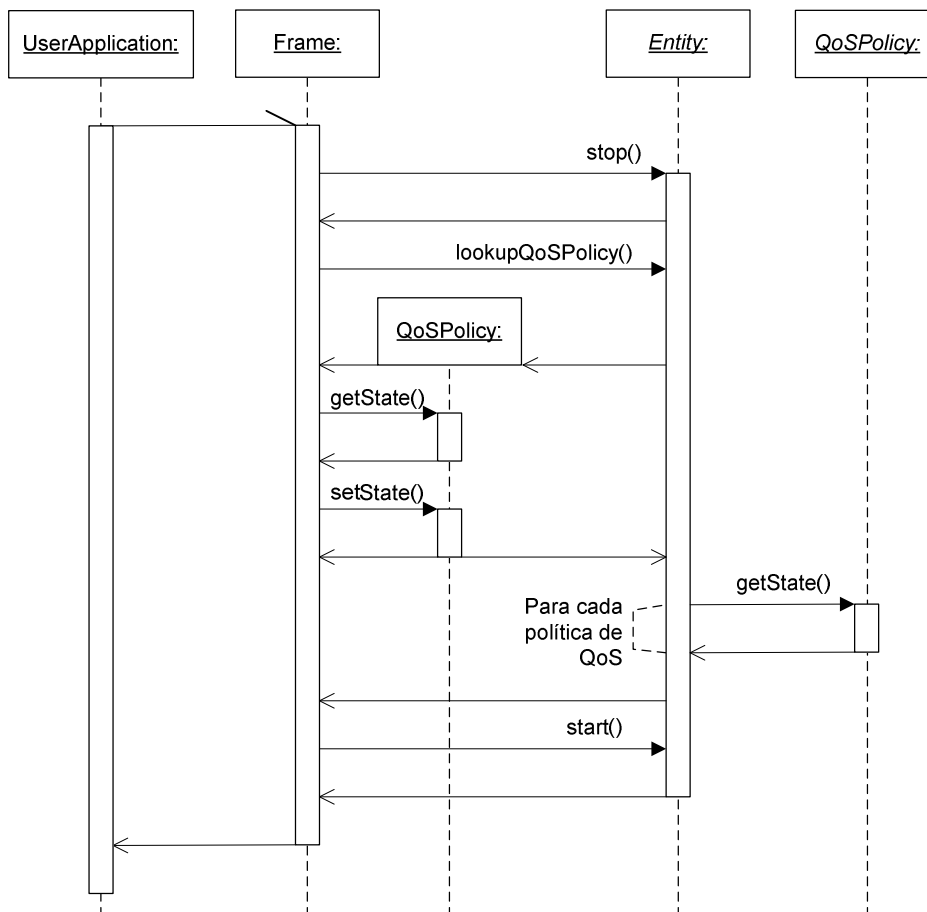 UserApplication:
Frame:
Entity:
QoSPolicy:
stop()
lookupQoSPolicy()
QoSPolicy:
getState()
setState()
getState()
Para cada
política de
QoS
start()